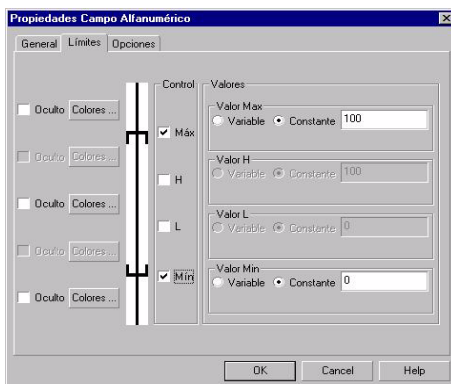 Propiedades Campo Alfanumérico
General Límites Opciones
Control Valores
Valor Max
Oculto Colores ... Variable Constante 100
Máx
Oculto Colores ... Valor H
H Variable Constante 100
Oculto Colores ... Valor L
L Variable Constante 0
Oculto Colores ... Valor Min
Mín Variable Constante 0
Oculto Colores ...
OK Cancel Help